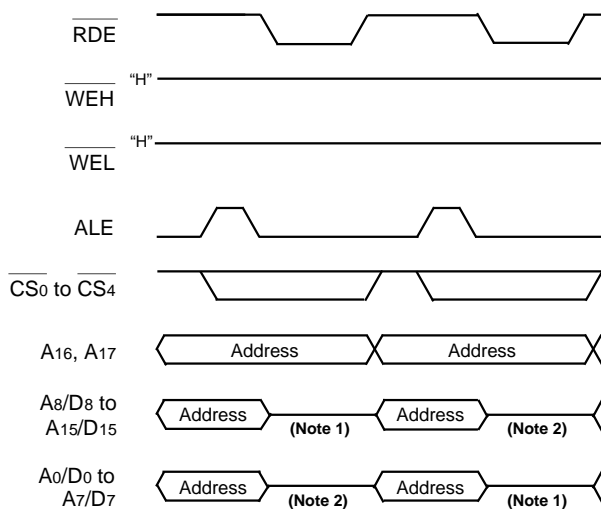 RDE
"H"
WEH
"H"
WEL
ALE
CS0 to CS4
A16, A17 Address Address
A8/D8 to
A15/D15 Address (Note 1) Address (Note 2)
A0/D0 to
A7/D7 Address (Note 2) Address (Note 1)